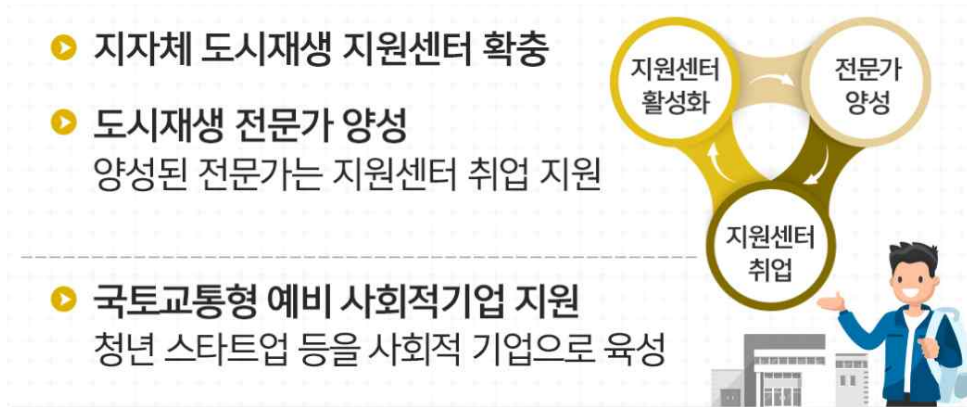 지자체 도시재생 지원센터 확충
도시재생 전문가 양성
양성된 전문가는 지원센터 취업 지원
국토교통형 예비 사회적기업 지원
청년 스타트업 등을 사회적 기업으로 육성
지원센터
활성화
전문가
양성
지원센터
취업